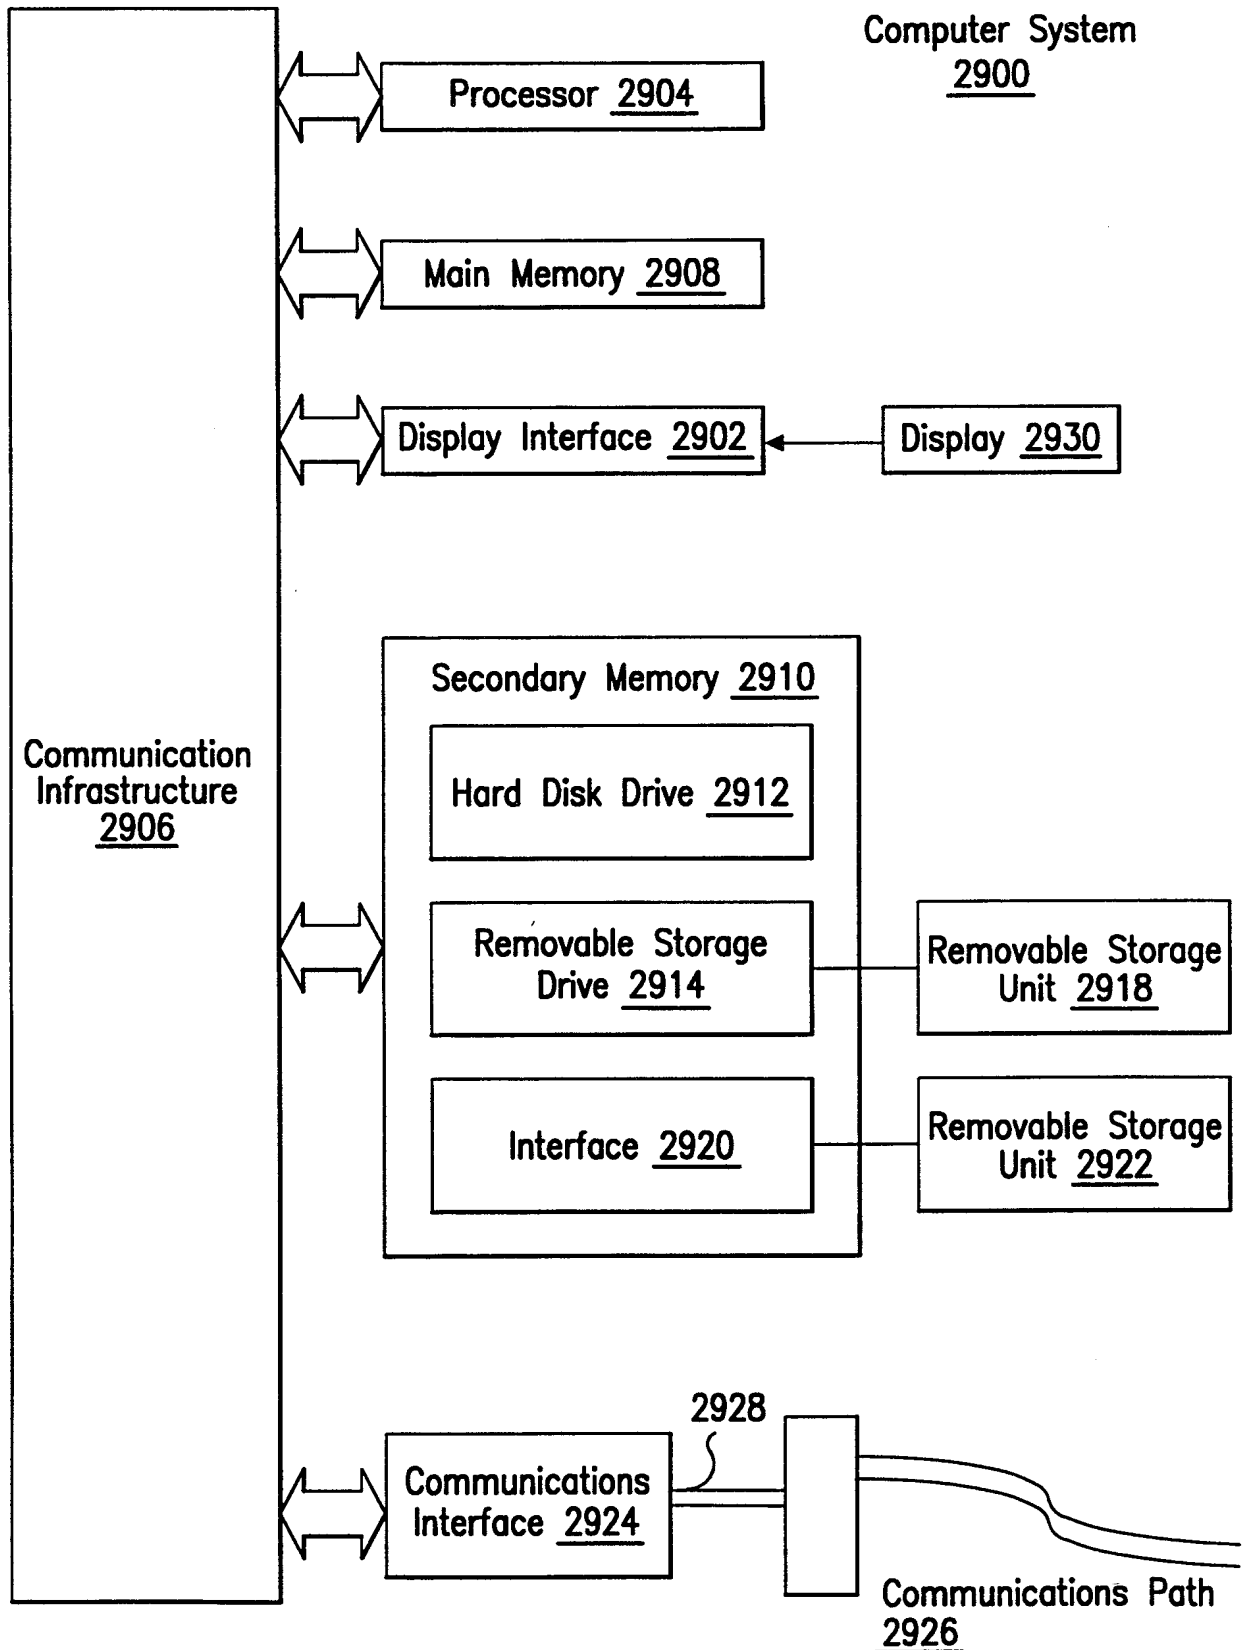 Computer System
2900
Processor 2904
Main Memory 2908
Display Interface 2902
Display 2930
Communication
Infrastructure
2906
Secondary Memory 2910
Hard Disk Drive 2912
Removable Storage
Drive 2914
Removable Storage
Unit 2918
Interface 2920
Removable Storage
Unit 2922
2928
Communications
Interface 2924
Communications Path
2926